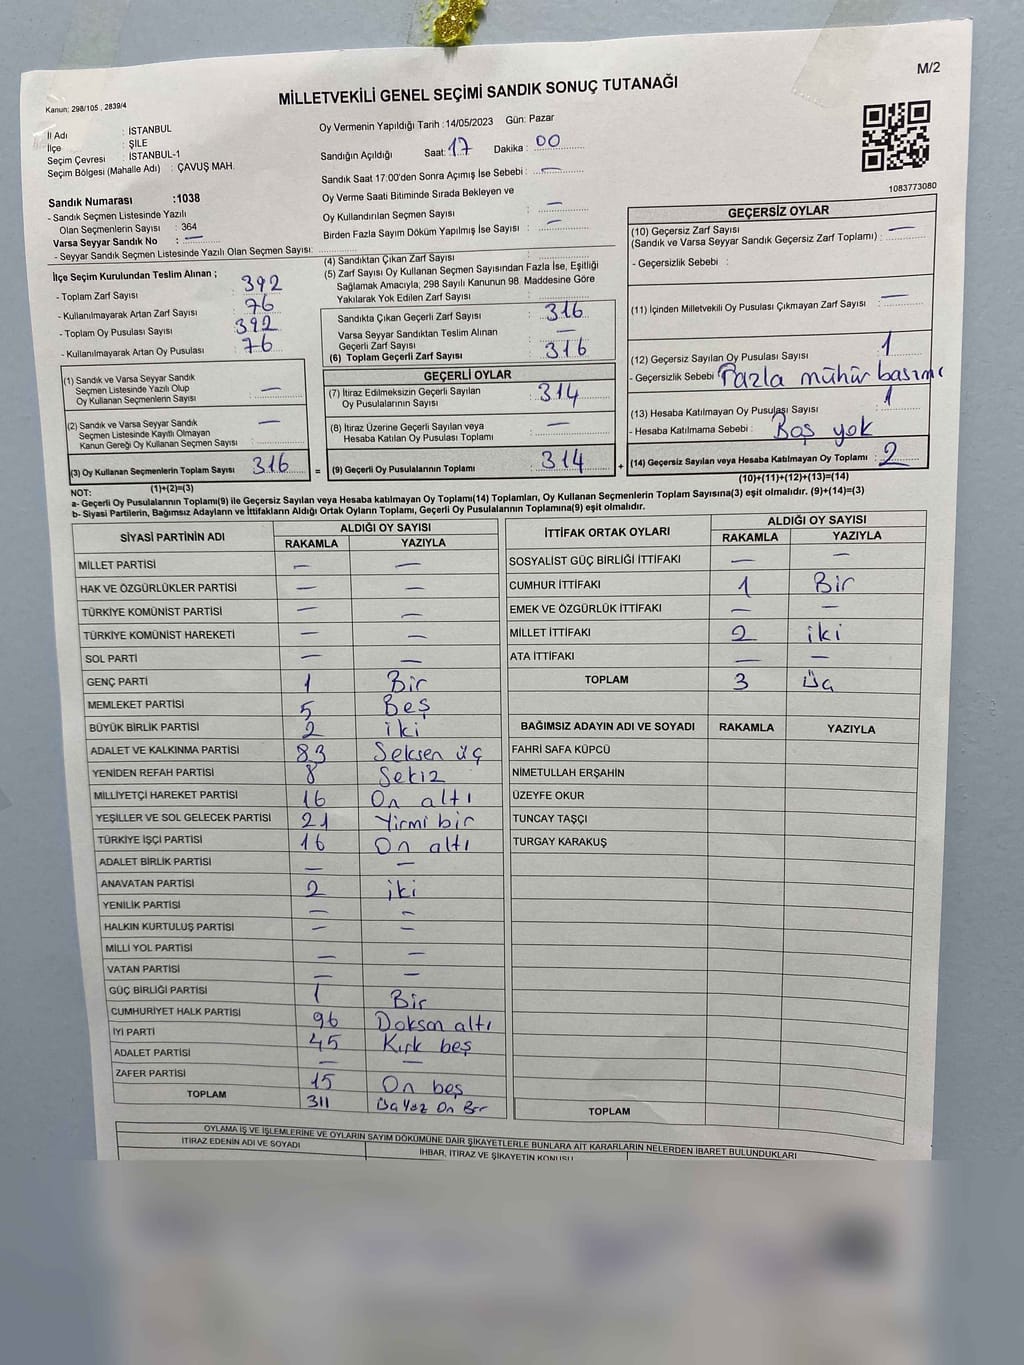 M/2
Kanun: 298/105 , 2839/4
MİLLETVEKİLİ GENEL SEÇİMİ SANDIK SONUÇ TUTANAĞI
İl Adı : İSTANBUL
İlçe : ŞİLE
Seçim Çevresi : İSTANBUL-1
Seçim Bölgesi (Mahalle Adı) : ÇAVUŞ MAH.
Sandık Numarası :1038
- Sandık Seçmen Listesinde Yazılı
Olan Seçmenlerin Sayısı : 364
Varsa Seyyar Sandık No : —
- Seyyar Sandık Seçmen Listesinde Yazılı Olan Seçmen Sayısı:
Oy Vermenin Yapıldığı Tarih :14/05/2023 Gün: Pazar
Sandığın Açıldığı Saat: 17 Dakika : 00
Sandık Saat 17:00'den Sonra Açımış İse Sebebi : —
Oy Verme Saati Bitiminde Sırada Bekleyen ve
Oy Kullandırılan Seçmen Sayısı —
Birden Fazla Sayım Döküm Yapılmış İse Sayısı : —
1083773080
İlçe Seçim Kurulundan Teslim Alınan ;
- Toplam Zarf Sayısı 392
- Kullanılmayarak Artan Zarf Sayısı : 76
- Toplam Oy Pusulası Sayısı 392
- Kullanılmayarak Artan Oy Pusulası : 76
(1) Sandık ve Varsa Seyyar Sandık
Seçmen Listesinde Yazılı Olup
Oy Kullanan Seçmenlerin Sayısı : —
(2) Sandık ve Varsa Seyyar Sandık
Seçmen Listesinde Kayıtlı Olmayan
Kanun Gereği Oy Kullanan Seçmen Sayısı : —
(3) Oy Kullanan Seçmenlerin Toplam Sayısı 316
(1)+(2)=(3)
(4) Sandıktan Çıkan Zarf Sayısı :
(5) Zarf Sayısı Oy Kullanan Seçmen Sayısından Fazla İse, Eşitliği
Sağlamak Amacıyla, 298 Sayılı Kanunun 98. Maddesine Göre
Yakılarak Yok Edilen Zarf Sayısı :
Sandıkta Çıkan Geçerli Zarf Sayısı : 316
Varsa Seyyar Sandıktan Teslim Alınan
Geçerli Zarf Sayısı : —
(6) Toplam Geçerli Zarf Sayısı 316
GEÇERLİ OYLAR
(7) İtiraz Edilmeksizin Geçerli Sayılan
Oy Pusulalarının Sayısı : 314
(8) İtiraz Üzerine Geçerli Sayılan veya
Hesaba Katılan Oy Pusulası Toplamı : —
= (9) Geçerli Oy Pusulalarının Toplamı : 314
GEÇERSİZ OYLAR
(10) Geçersiz Zarf Sayısı
(Sandık ve Varsa Seyyar Sandık Geçersiz Zarf Toplamı) : —
- Geçersizlik Sebebi :
(11) İçinden Milletvekili Oy Pusulası Çıkmayan Zarf Sayısı : —
(12) Geçersiz Sayılan Oy Pusulası Sayısı : 1
- Geçersizlik Sebebi : Fazla mühür basımı
(13) Hesaba Katılmayan Oy Pusulası Sayısı 1
- Hesaba Katılmama Sebebi : Boş yok
+ (14) Geçersiz Sayılan veya Hesaba Katılmayan Oy Toplamı : 2
(10)+(11)+(12)+(13)=(14)
NOT:
a- Geçerli Oy Pusulalarının Toplamı(9) ile Geçersiz Sayılan veya Hesaba katılmayan Oy Toplamı(14) Toplamları, Oy Kullanan Seçmenlerin Toplam Sayısına(3) eşit olmalıdır. (9)+(14)=(3)
b- Siyasi Partilerin, Bağımsız Adayların ve İttifakların Aldığı Ortak Oyların Toplamı, Geçerli Oy Pusulalarının Toplamına(9) eşit olmalıdır.
SİYASİ PARTİNİN ADI ALDIĞI OY SAYISI
RAKAMLA YAZIYLA
MİLLET PARTİSİ — —
HAK VE ÖZGÜRLÜKLER PARTİSİ — —
TÜRKİYE KOMÜNİST PARTİSİ — —
TÜRKİYE KOMÜNİST HAREKETİ — —
SOL PARTİ — —
GENÇ PARTİ 1 Bir
MEMLEKET PARTİSİ 5 Beş
BÜYÜK BİRLİK PARTİSİ 2 iki
ADALET VE KALKINMA PARTİSİ 83 Seksen üç
YENİDEN REFAH PARTİSİ 8 Sekiz
MİLLİYETÇİ HAREKET PARTİSİ 16 On altı
YEŞİLLER VE SOL GELECEK PARTİSİ 21 Yirmi bir
TÜRKİYE İŞÇİ PARTİSİ 16 On altı
ADALET BİRLİK PARTİSİ — —
ANAVATAN PARTİSİ 2 iki
YENİLİK PARTİSİ — —
HALKIN KURTULUŞ PARTİSİ — —
MİLLİ YOL PARTİSİ — —
VATAN PARTİSİ — —
GÜÇ BİRLİĞİ PARTİSİ 1 Bir
CUMHURİYET HALK PARTİSİ 96 Doksan altı
İYİ PARTİ 45 Kırk beş
ADALET PARTİSİ — —
ZAFER PARTİSİ 15 On beş
TOPLAM 311 Üç Yüz On Bir
İTTİFAK ORTAK OYLARI ALDIĞI OY SAYISI
RAKAMLA YAZIYLA
SOSYALİST GÜÇ BİRLİĞİ İTTİFAKI — —
CUMHUR İTTİFAKI 1 Bir
EMEK VE ÖZGÜRLÜK İTTİFAKI — —
MİLLET İTTİFAKI 2 iki
ATA İTTİFAKI — —
TOPLAM 3 Üç
BAĞIMSIZ ADAYIN ADI VE SOYADI RAKAMLA YAZIYLA
FAHRİ SAFA KÜPCÜ
NİMETULLAH ERŞAHİN
ÜZEYFE OKUR
TUNCAY TAŞÇI
TURGAY KARAKUŞ
TOPLAM
OYLAMA İŞ VE İŞLEMLERİNE VE OYLARIN SAYIM DÖKÜMÜNE DAİR ŞİKAYETLERLE BUNLARA AİT KARARLARIN NELERDEN İBARET BULUNDUKLARI
İTİRAZ EDENİN ADI VE SOYADI İHBAR, İTİRAZ VE ŞİKAYETİN KONUSU